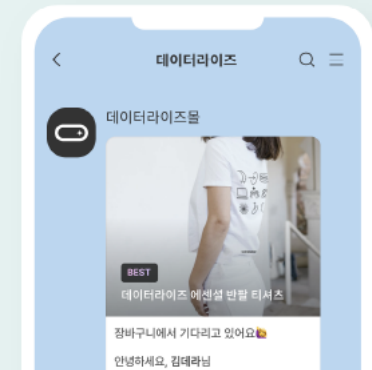 데이터라이즈
데이터라이즈몰
BEST
데이터라이즈 에센셜 반팔 티셔츠
장바구니에서 기다리고 있어요🙋
안녕하세요, 김데라님